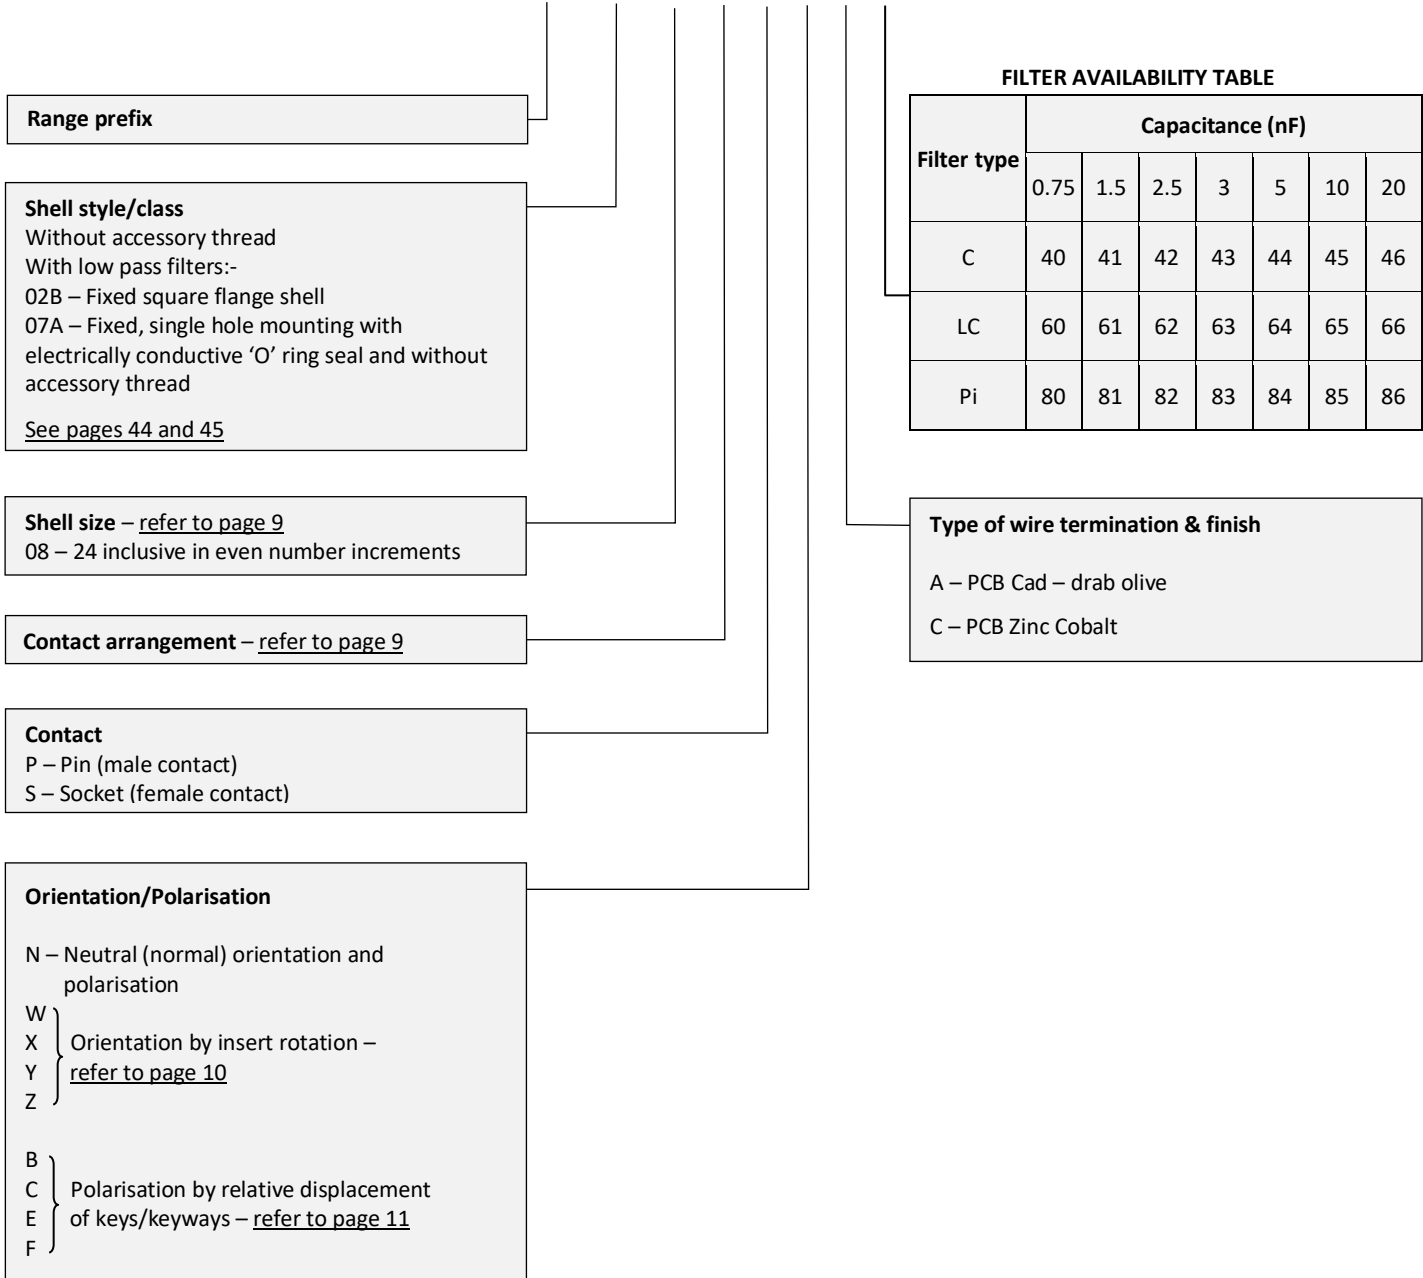 Range prefix
Shell style/class
Without accessory thread
With low pass filters:-
02B – Fixed square flange shell
07A – Fixed, single hole mounting with
electrically conductive ‘O’ ring seal and without
accessory thread
See pages 44 and 45
Shell size – refer to page 9
08 – 24 inclusive in even number increments
Contact arrangement – refer to page 9
Contact
P – Pin (male contact)
S – Socket (female contact)
Orientation/Polarisation
N – Neutral (normal) orientation and
polarisation
W
X Orientation by insert rotation –
Y refer to page 10
Z
B
C Polarisation by relative displacement
E of keys/keyways – refer to page 11
F
FILTER AVAILABILITY TABLE
Filter type
Capacitance (nF)
0.75 1.5 2.5 3 5 10 20
C 40 41 42 43 44 45 46
LC 60 61 62 63 64 65 66
Pi 80 81 82 83 84 85 86
Type of wire termination & finish
A – PCB Cad – drab olive
C – PCB Zinc Cobalt